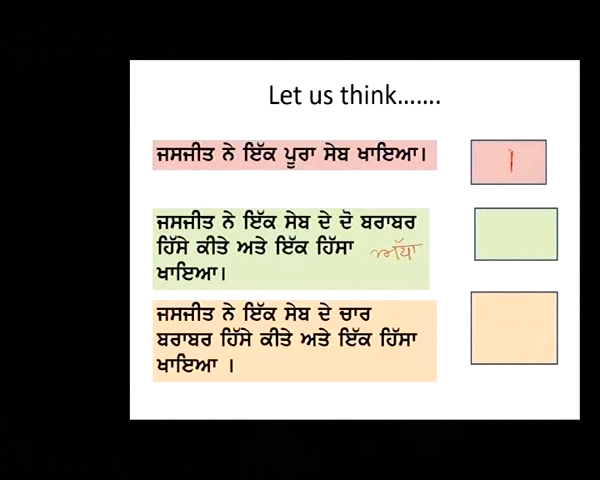 Let us think.......
ਜਸਜੀਤ ਨੇ ਇੱਕ ਪੂਰਾ ਸੇਬ ਖਾਇਆ।
1
ਜਸਜੀਤ ਨੇ ਇੱਕ ਸੇਬ ਦੇ ਦੋ ਬਰਾਬਰ
ਹਿੱਸੇ ਕੀਤੇ ਅਤੇ ਇੱਕ ਹਿੱਸਾ ਅੱਧਾ
ਖਾਇਆ।
ਜਸਜੀਤ ਨੇ ਇੱਕ ਸੇਬ ਦੇ ਚਾਰ
ਬਰਾਬਰ ਹਿੱਸੇ ਕੀਤੇ ਅਤੇ ਇੱਕ ਹਿੱਸਾ
ਖਾਇਆ ।